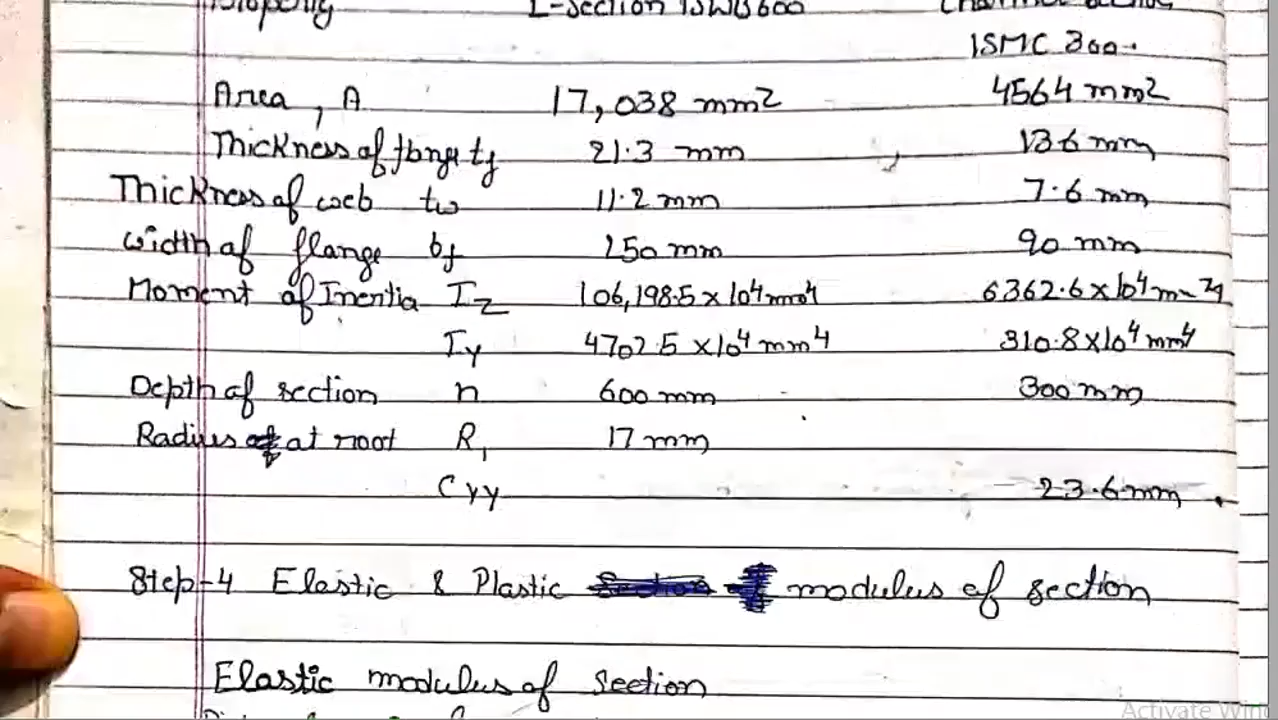 Property I-Section ISWB600 Channel Section
ISMC 300.
Area, A 17,038 mm2 4564 mm2
Thickness of flange tf 21.3 mm 13.6 mm
Thickness of web tw 11.2 mm 7.6 mm
Width of flange bf 250 mm 90 mm
Moment of Inertia Iz 106,198.5 x 10^4 mm4 6362.6 x 10^4 mm4
Iy 4702.5 x 10^4 mm4 310.8 x 10^4 mm4
Depth of section h 600 mm 300 mm
Radius at root R1 17 mm
Cyy 23.6 mm
Step-4 Elastic & Plastic modulus of section
Elastic modulus of Section